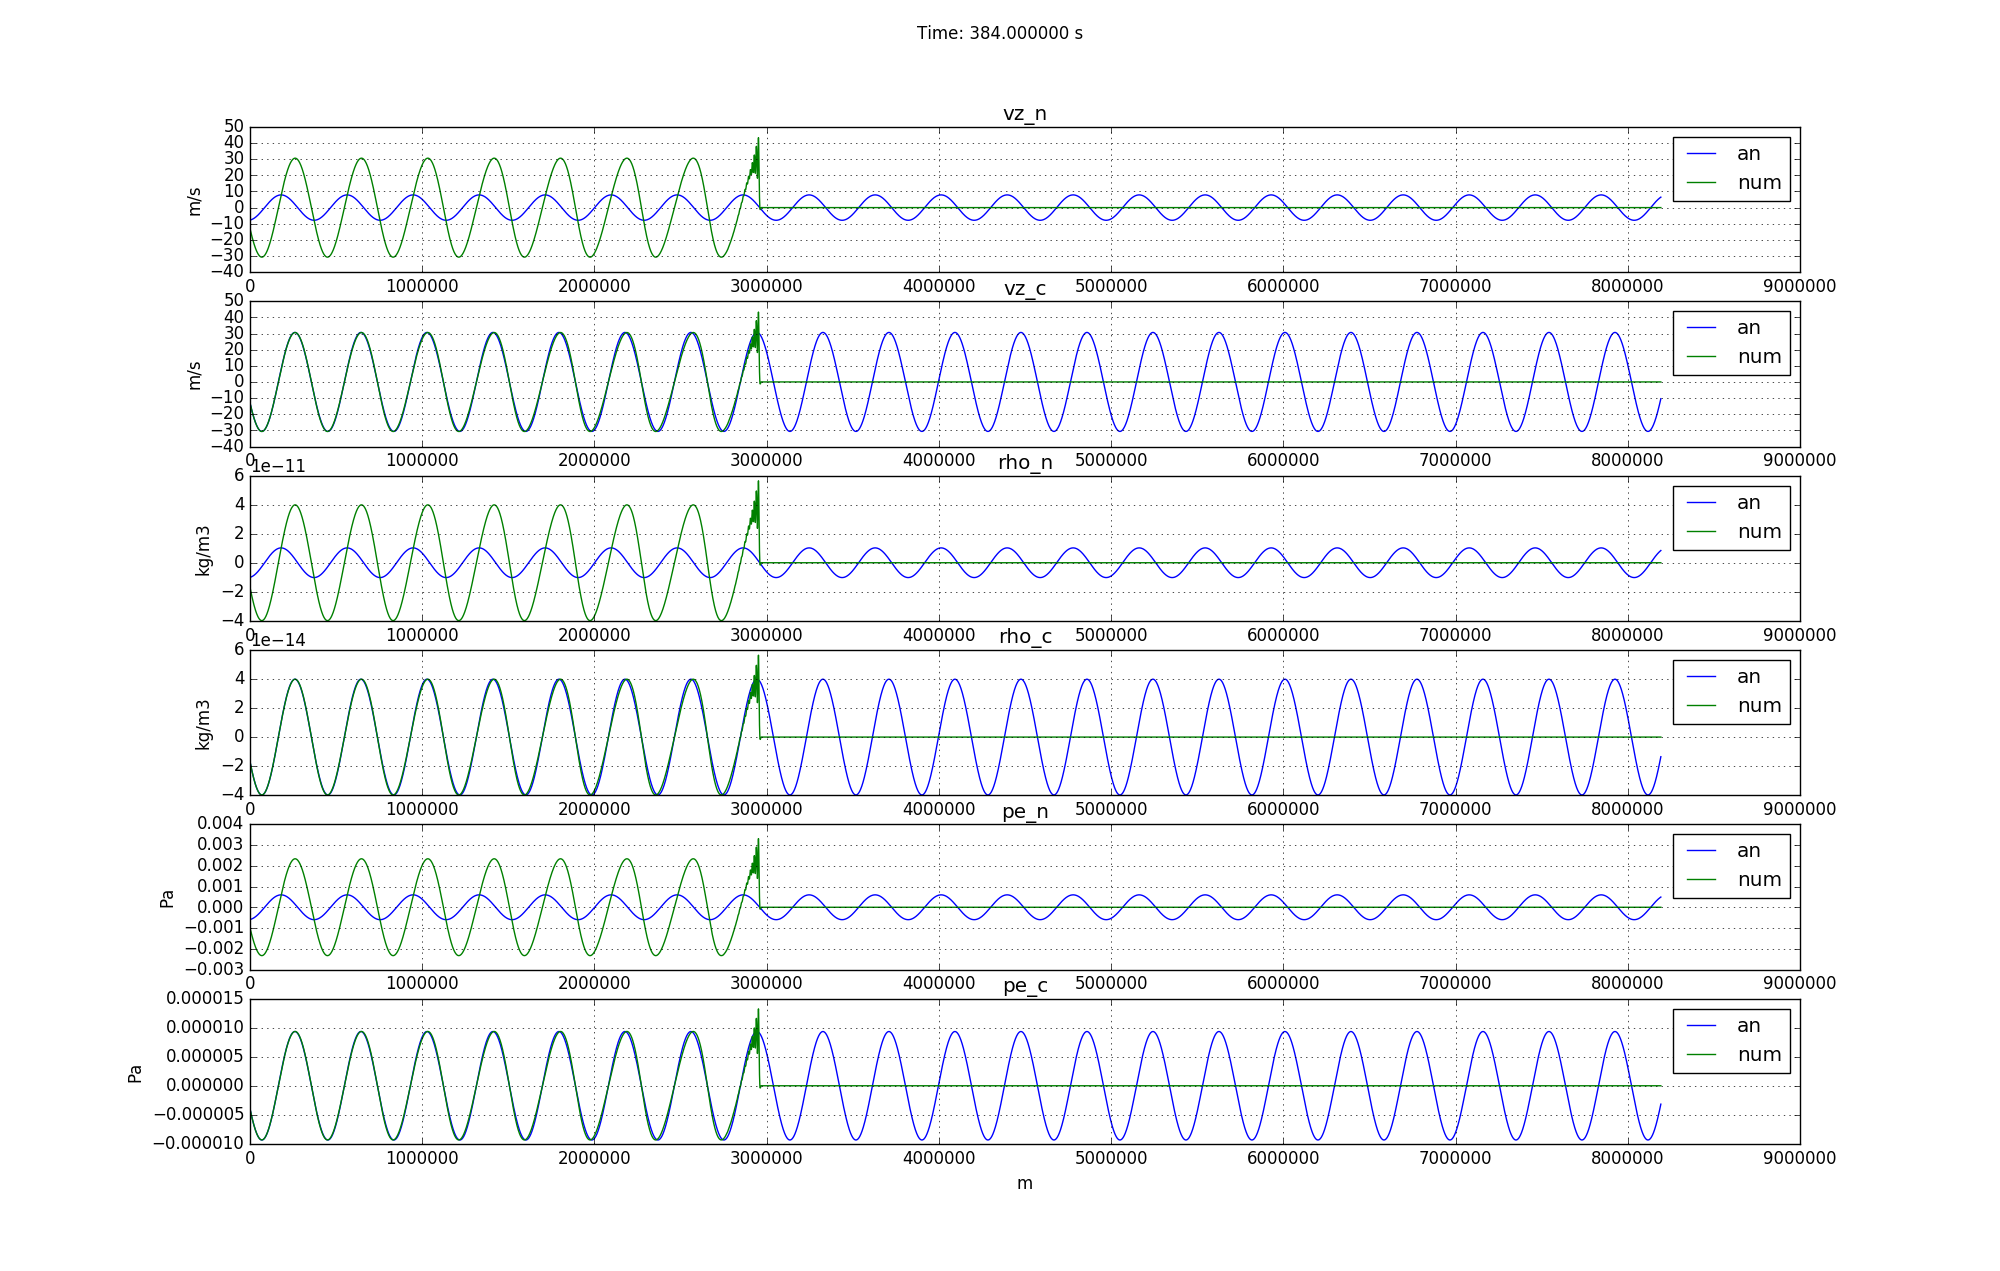 Time: 384.000000 s
vz_n
50
40
30
20
10
0
−10
−20
−30
−40
m/s
an
num
0 1000000 2000000 3000000 4000000 5000000 6000000 7000000 8000000 9000000
vz_c
50
40
30
20
10
0
−10
−20
−30
−40
m/s
an
num
0 1000000 2000000 3000000 4000000 5000000 6000000 7000000 8000000 9000000
1e−11
rho_n
6
4
2
0
−2
−4
kg/m3
an
num
0 1000000 2000000 3000000 4000000 5000000 6000000 7000000 8000000 9000000
1e−14
rho_c
6
4
2
0
−2
−4
kg/m3
an
num
0 1000000 2000000 3000000 4000000 5000000 6000000 7000000 8000000 9000000
pe_n
0.004
0.003
0.002
0.001
0.000
−0.001
−0.002
−0.003
Pa
an
num
0 1000000 2000000 3000000 4000000 5000000 6000000 7000000 8000000 9000000
pe_c
0.000015
0.000010
0.000005
0.000000
−0.000005
−0.000010
Pa
an
num
0 1000000 2000000 3000000 4000000 5000000 6000000 7000000 8000000 9000000
m